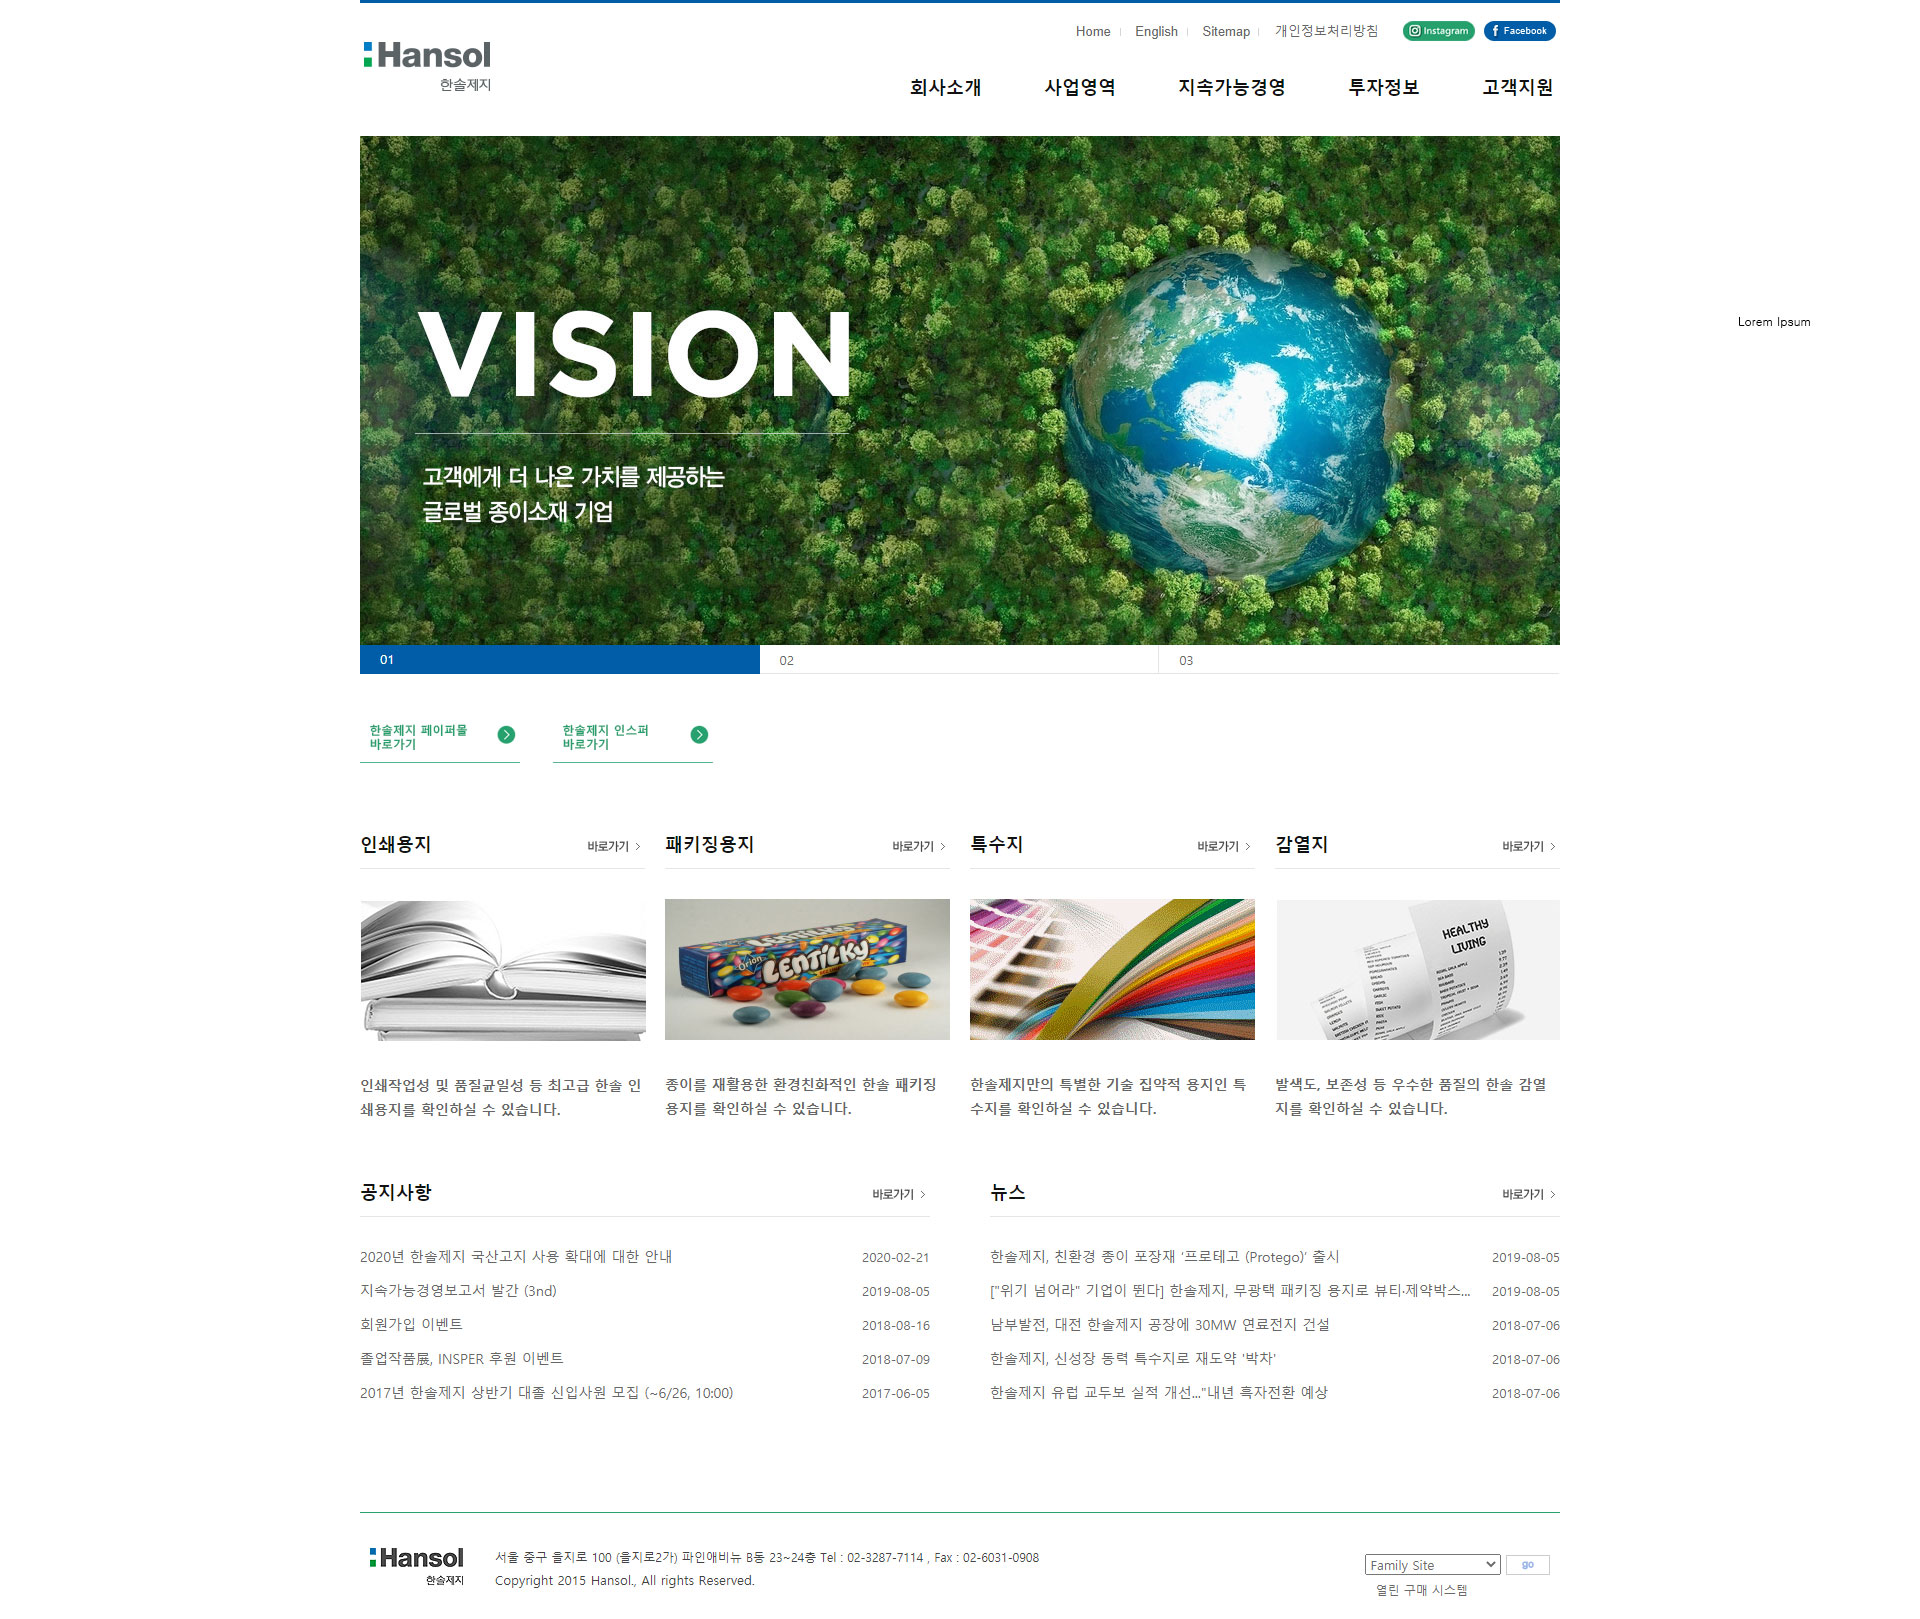 Home
English
Sitemap
개인정보처리방침
Instagram
Facebook
Hansol
한솔제지
회사소개
사업영역
지속가능경영
투자정보
고객지원
VISION
고객에게 더 나은 가치를 제공하는
글로벌 종이소재 기업
Lorem Ipsum
01
02
03
한솔제지 페이퍼몰
바로가기
한솔제지 인스퍼
바로가기
인쇄용지
바로가기
패키징용지
바로가기
특수지
바로가기
감열지
바로가기
Orion
LENTILKY
HEALTHY
LIVING
인쇄작업성 및 품질균일성 등 최고급 한솔 인
쇄용지를 확인하실 수 있습니다.
종이를 재활용한 환경친화적인 한솔 패키징
용지를 확인하실 수 있습니다.
한솔제지만의 특별한 기술 집약적 용지인 특
수지를 확인하실 수 있습니다.
발색도, 보존성 등 우수한 품질의 한솔 감열
지를 확인하실 수 있습니다.
공지사항
바로가기
2020년 한솔제지 국산고지 사용 확대에 대한 안내 2020-02-21
지속가능경영보고서 발간 (3nd) 2019-08-05
회원가입 이벤트 2018-08-16
졸업작품展, INSPER 후원 이벤트 2018-07-09
2017년 한솔제지 상반기 대졸 신입사원 모집 (~6/26, 10:00) 2017-06-05
뉴스
바로가기
한솔제지, 친환경 종이 포장재 ‘프로테고 (Protego)’ 출시 2019-08-05
["위기 넘어라" 기업이 뛴다] 한솔제지, 무광택 패키징 용지로 뷰티·제약박스... 2019-08-05
남부발전, 대전 한솔제지 공장에 30MW 연료전지 건설 2018-07-06
한솔제지, 신성장 동력 특수지로 재도약 '박차' 2018-07-06
한솔제지 유럽 교두보 실적 개선..."내년 흑자전환 예상 2018-07-06
Hansol
한솔제지
서울 중구 을지로 100 (을지로2가) 파인애비뉴 B동 23~24층 Tel : 02-3287-7114 , Fax : 02-6031-0908
Copyright 2015 Hansol., All rights Reserved.
Family Site
go
열린 구매 시스템